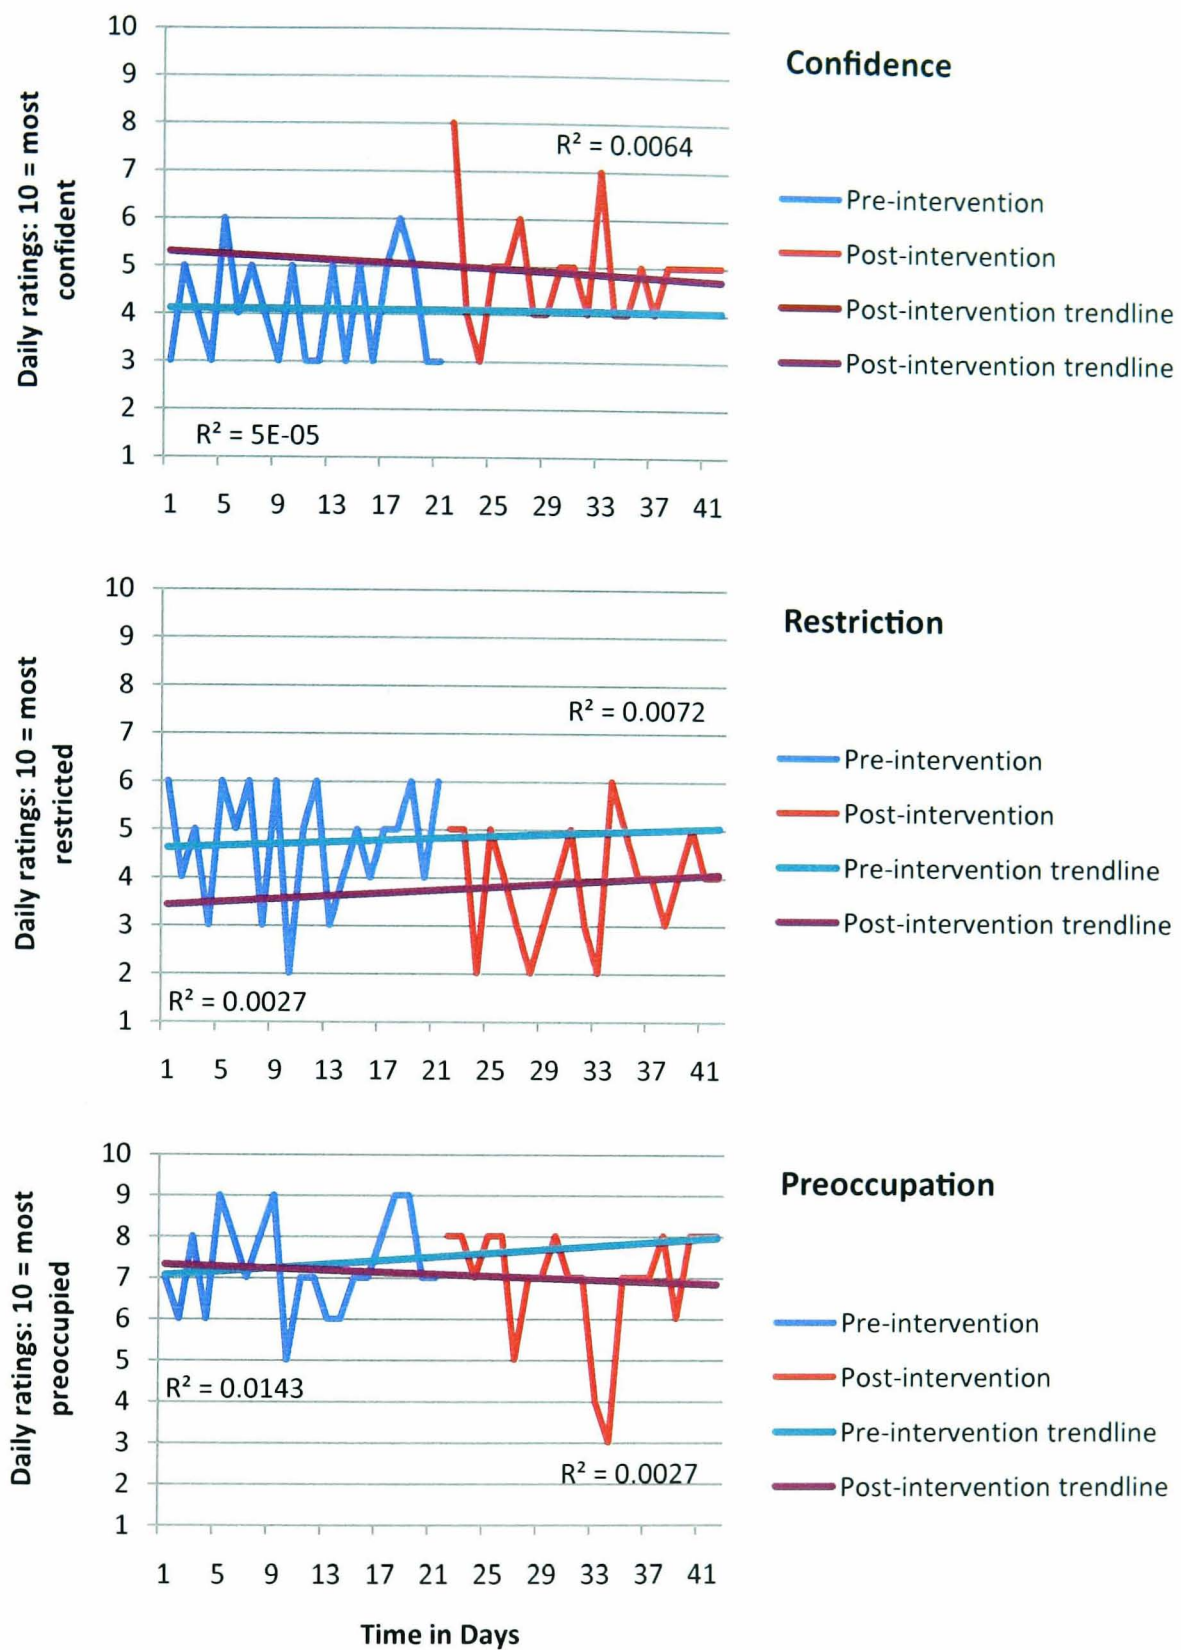 Confidence
Daily ratings: 10 = most
confident
10
9
8
7
6
5
4
3
2
1
R² = 0.0064
R² = 5E-05
1 5 9 13 17 21 25 29 33 37 41
Pre-intervention
Post-intervention
Post-intervention trendline
Post-intervention trendline
Restriction
Daily ratings: 10 = most
restricted
10
9
8
7
6
5
4
3
2
1
R² = 0.0072
R² = 0.0027
1 5 9 13 17 21 25 29 33 37 41
Pre-intervention
Post-intervention
Pre-intervention trendline
Post-intervention trendline
Preoccupation
Daily ratings: 10 = most
preoccupied
10
9
8
7
6
5
4
3
2
1
R² = 0.0143
R² = 0.0027
1 5 9 13 17 21 25 29 33 37 41
Pre-intervention
Post-intervention
Pre-intervention trendline
Post-intervention trendline
Time in Days